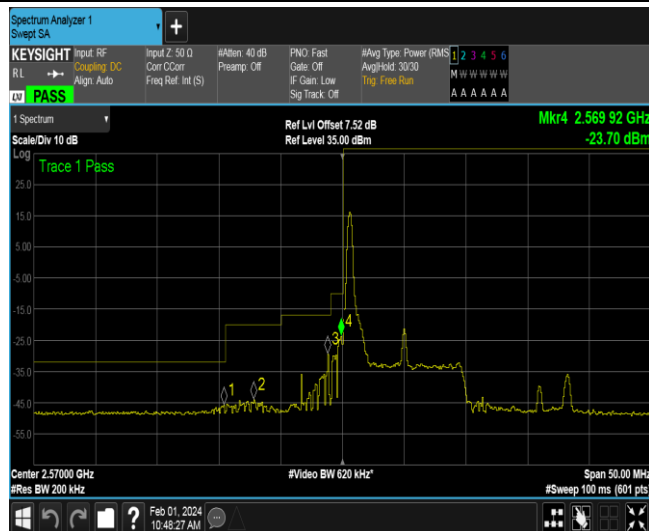 Spectrum Analyzer 1
Swept SA
+
KEYSIGHT
RL
LXI PASS
Input: RF
Coupling: DC
Align: Auto
Input Z: 50 Ω
Corr CCorr
Freq Ref: Int (S)
#Atten: 40 dB
Preamp: Off
PNO: Fast
Gate: Off
IF Gain: Low
Sig Track: Off
#Avg Type: Power (RMS
Avg|Hold: 30/30
Trig: Free Run
1 2 3 4 5 6
M W W W W W
A A A A A A
1 Spectrum
Scale/Div 10 dB
Ref Lvl Offset 7.52 dB
Ref Level 35.00 dBm
Mkr4 2.569 92 GHz
-23.70 dBm
Log
Trace 1 Pass
25.0
15.0
5.00
-5.00
-15.0
-25.0
-35.0
-45.0
-55.0
1
2
3
4
Center 2.57000 GHz
#Res BW 200 kHz
#Video BW 620 kHz*
Span 50.00 MHz
#Sweep 100 ms (601 pts)
?
Feb 01, 2024
10:48:27 AM